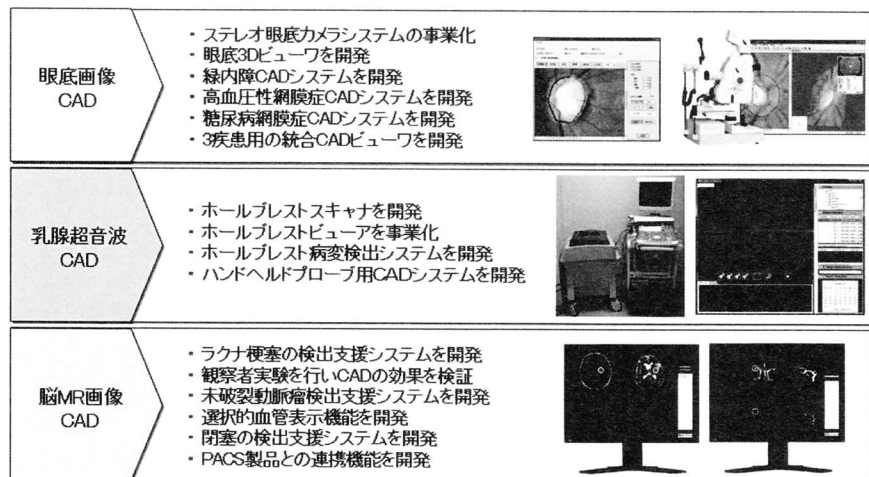 眼底画像
CAD
・ステレオ眼底カメラシステムの事業化
・眼底3Dビューワを開発
・緑内障CADシステムを開発
・高血圧性網膜症CADシステムを開発
・糖尿病網膜症CADシステムを開発
・3疾患用の統合CADビューワを開発
乳腺超音波
CAD
・ホールブレストスキャナを開発
・ホールブレストビューアを事業化
・ホールブレスト病変検出システムを開発
・ハンドヘルドプローブ用CADシステムを開発
脳MR画像
CAD
・ラクナ梗塞の検出支援システムを開発
・観察者実験を行いCADの効果を検証
・未破裂動脈瘤検出支援システムを開発
・選択的血管表示機能を開発
・閉塞の検出支援システムを開発
・PACS製品との連携機能を開発